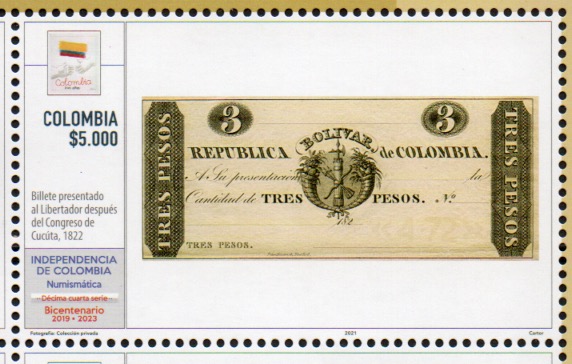 Colombia
COLOMBIA
$5.000
Billete presentado
al Libertador después
del Congreso de
Cucúta, 1822
INDEPENDENCIA
DE COLOMBIA
Numismática
- Décima cuarta serie -
Bicentenario
2019 • 2023
Fotografía: Colección privada
2021
Cartor
3
3
TRES PESOS
BOLIVAR
REPUBLICA de COLOMBIA.
A Su presentacion la
Cantidad de TRES PESOS. Nº
182
TRES PESOS.
TRES PESOS